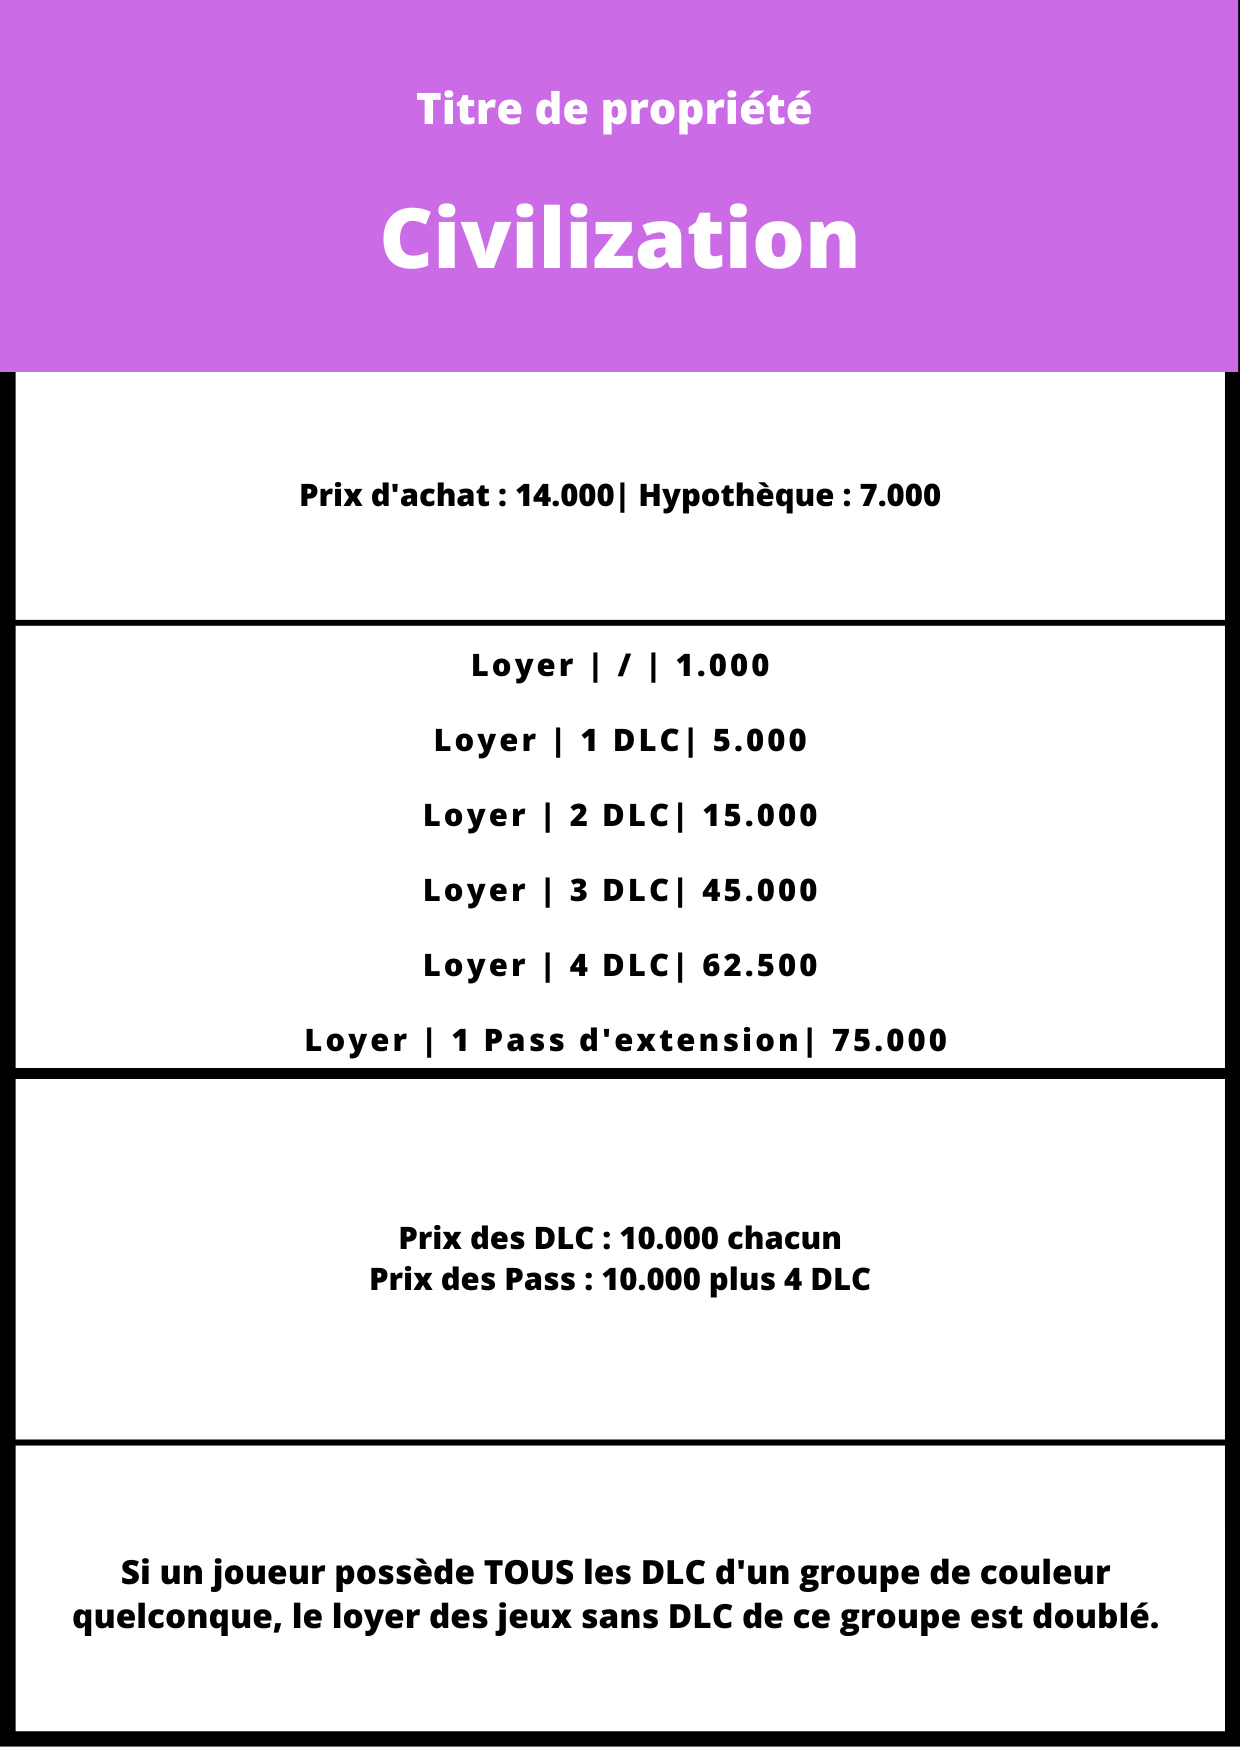 Titre de propriété
Civilization
Prix d'achat : 14.000| Hypothèque : 7.000
Loyer | / | 1.000
Loyer | 1 DLC| 5.000
Loyer | 2 DLC| 15.000
Loyer | 3 DLC| 45.000
Loyer | 4 DLC| 62.500
Loyer | 1 Pass d'extension| 75.000
Prix des DLC : 10.000 chacun
Prix des Pass : 10.000 plus 4 DLC
Si un joueur possède TOUS les DLC d'un groupe de couleur
quelconque, le loyer des jeux sans DLC de ce groupe est doublé.